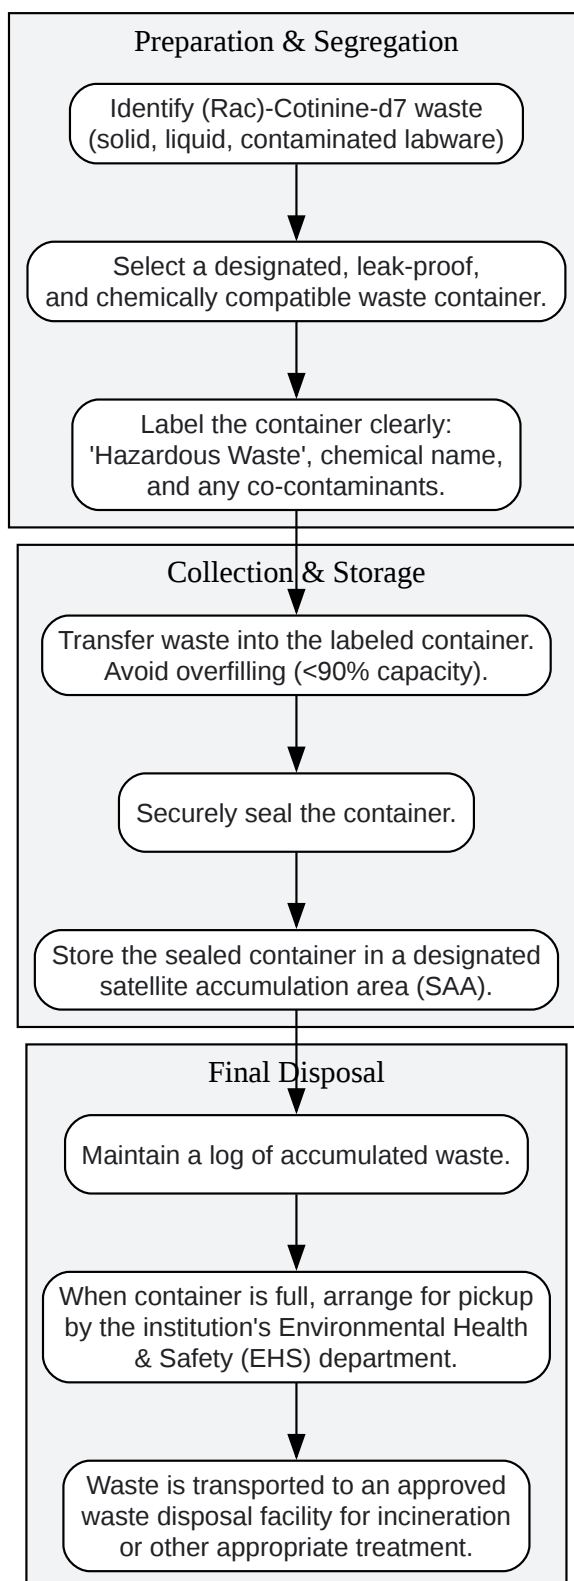 Preparation & Segregation
Identify (Rac)-Cotinine-d7 waste
(solid, liquid, contaminated labware)
Select a designated, leak-proof,
and chemically compatible waste container.
Label the container clearly:
'Hazardous Waste', chemical name,
and any co-contaminants.
Collection & Storage
Transfer waste into the labeled container.
Avoid overfilling (<90% capacity).
Securely seal the container.
Store the sealed container in a designated
satellite accumulation area (SAA).
Final Disposal
Maintain a log of accumulated waste.
When container is full, arrange for pickup
by the institution's Environmental Health
& Safety (EHS) department.
Waste is transported to an approved
waste disposal facility for incineration
or other appropriate treatment.